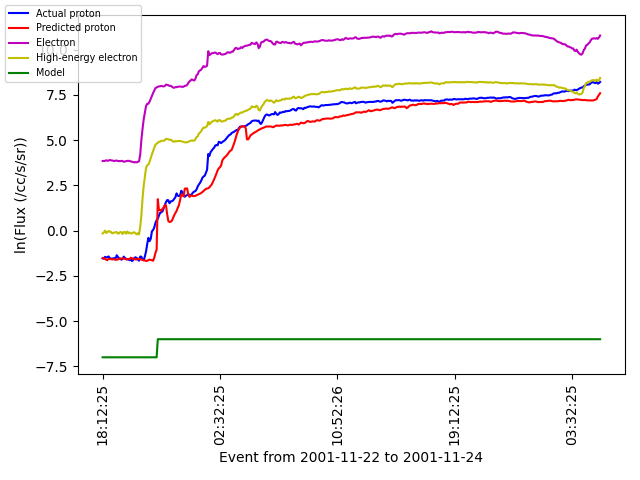 Actual proton
Predicted proton
Electron
High-energy electron
Model
10.0
7.5
5.0
2.5
0.0
−2.5
−5.0
−7.5
ln(Flux (/cc/s/sr))
18:12:25
02:32:25
10:52:26
19:12:25
03:32:25
Event from 2001-11-22 to 2001-11-24